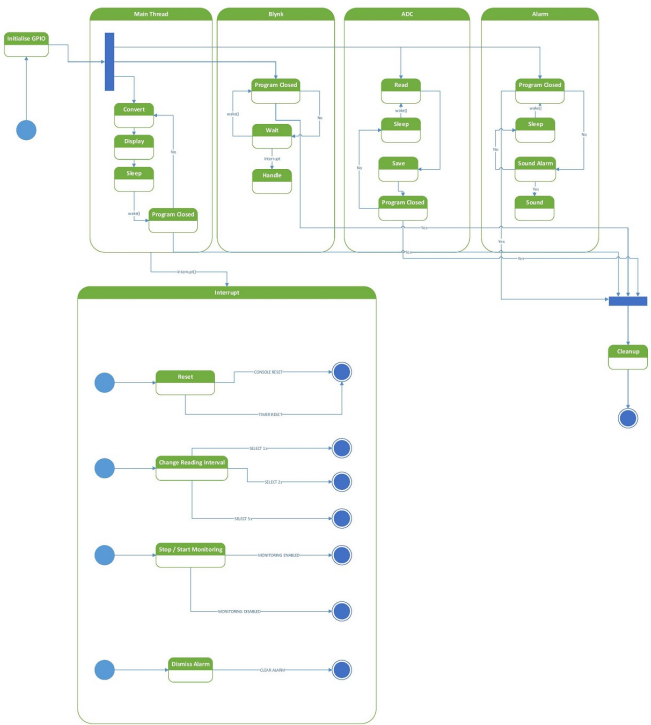 Main Thread
Blynk
ADC
Alarm
Initialise GPIO
Program Closed
Read
Program Closed
Convert
wake()
No
wake()
wake()
No
Sleep
Sleep
Wait
Display
No
No
No
Interrupt
Save
Sound Alarm
Sleep
Handle
Yes
wake()
Program Closed
Program Closed
Sound
Yes
Yes
Yes
Yes
Interrupt()
Interrupt
Cleanup
Reset
CONSOLE RESET
TIMER RESET
SELECT 1s
Change Reading Interval
SELECT 2s
SELECT 5s
Stop / Start Monitoring
MONITORING ENABLED
MONITORING DISABLED
Dismiss Alarm
CLEAR ALARM